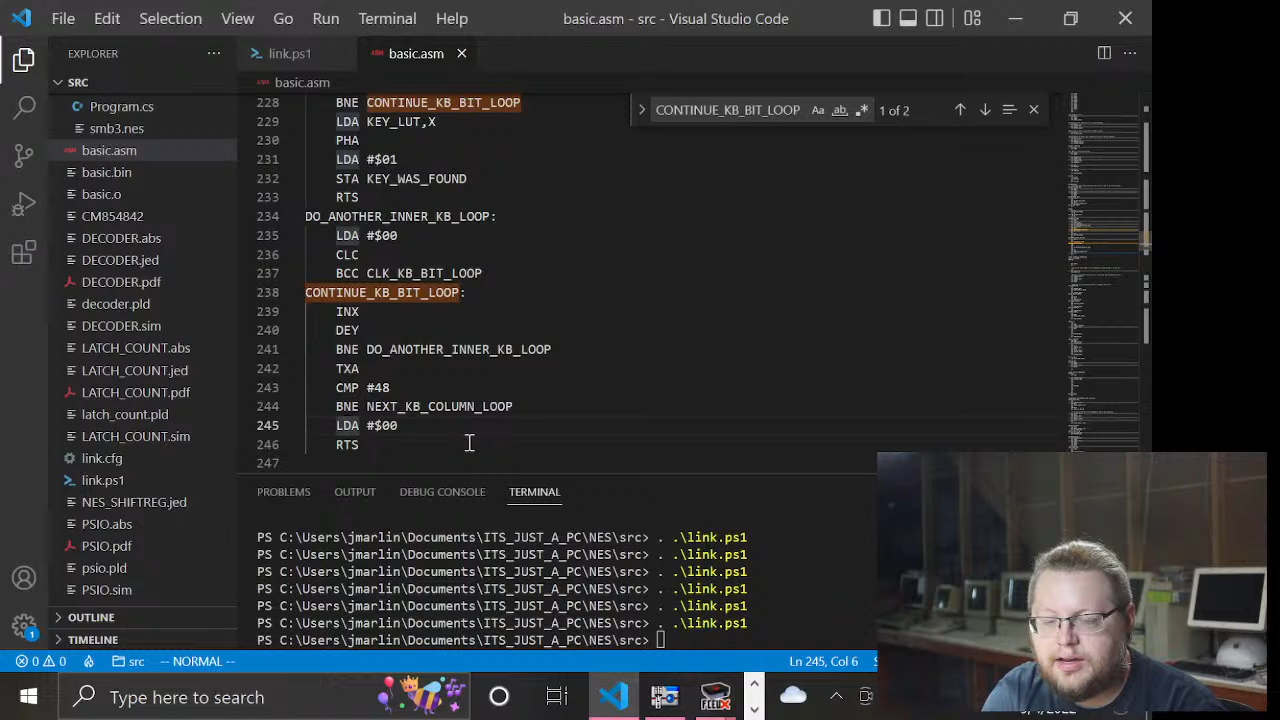 File Edit Selection View Go Run Terminal Help basic.asm - src - Visual Studio Code
EXPLORER
link.ps1
ASM basic.asm
SRC
ASM basic.asm
Program.cs
smb3.nes
ASM basic.asm
basic.bin
basic.o
CM854842
DECODER.abs
DECODER.jed
DECODER.pdf
decoder.pld
DECODER.sim
LATCH_COUNT.abs
LATCH_COUNT.jed
LATCH_COUNT.pdf
latch_count.pld
LATCH_COUNT.sim
link.cfg
link.ps1
NES_SHIFTREG.jed
PSIO.abs
PSIO.pdf
psio.pld
PSIO.sim
OUTLINE
TIMELINE
CONTINUE_KB_BIT_LOOP Aa ab 1 of 2
228 BNE CONTINUE_KB_BIT_LOOP
229 LDA KEY_LUT,X
230 PHA
231 LDA
232 STA
233 RTS
234 DO_ANOTHER_INNER_KB_LOOP:
235 LDA
236 CLC
237 BCC CLK_KB_BIT_LOOP
238 CONTINUE_KB_BIT_LOOP:
239 INX
240 DEY
241 BNE DO_ANOTHER_INNER_KB_LOOP
242 TXA
243 CMP
244 BNE
LDA
246 RTS
247
PROBLEMS OUTPUT DEBUG CONSOLE TERMINAL
PS C:\Users\jmarlin\Documents\ITS_JUST_A_PC\NES\src> . .\link.ps1
PS C:\Users\jmarlin\Documents\ITS_JUST_A_PC\NES\src> . .\link.ps1
PS C:\Users\jmarlin\Documents\ITS_JUST_A_PC\NES\src> . .\link.ps1
PS C:\Users\jmarlin\Documents\ITS_JUST_A_PC\NES\src> . .\link.ps1
PS C:\Users\jmarlin\Documents\ITS_JUST_A_PC\NES\src> . .\link.ps1
PS C:\Users\jmarlin\Documents\ITS_JUST_A_PC\NES\src> . .\link.ps1
PS C:\Users\jmarlin\Documents\ITS_JUST_A_PC\NES\src>
0 0 src -- NORMAL -- Ln 245, Col 6
Type here to search